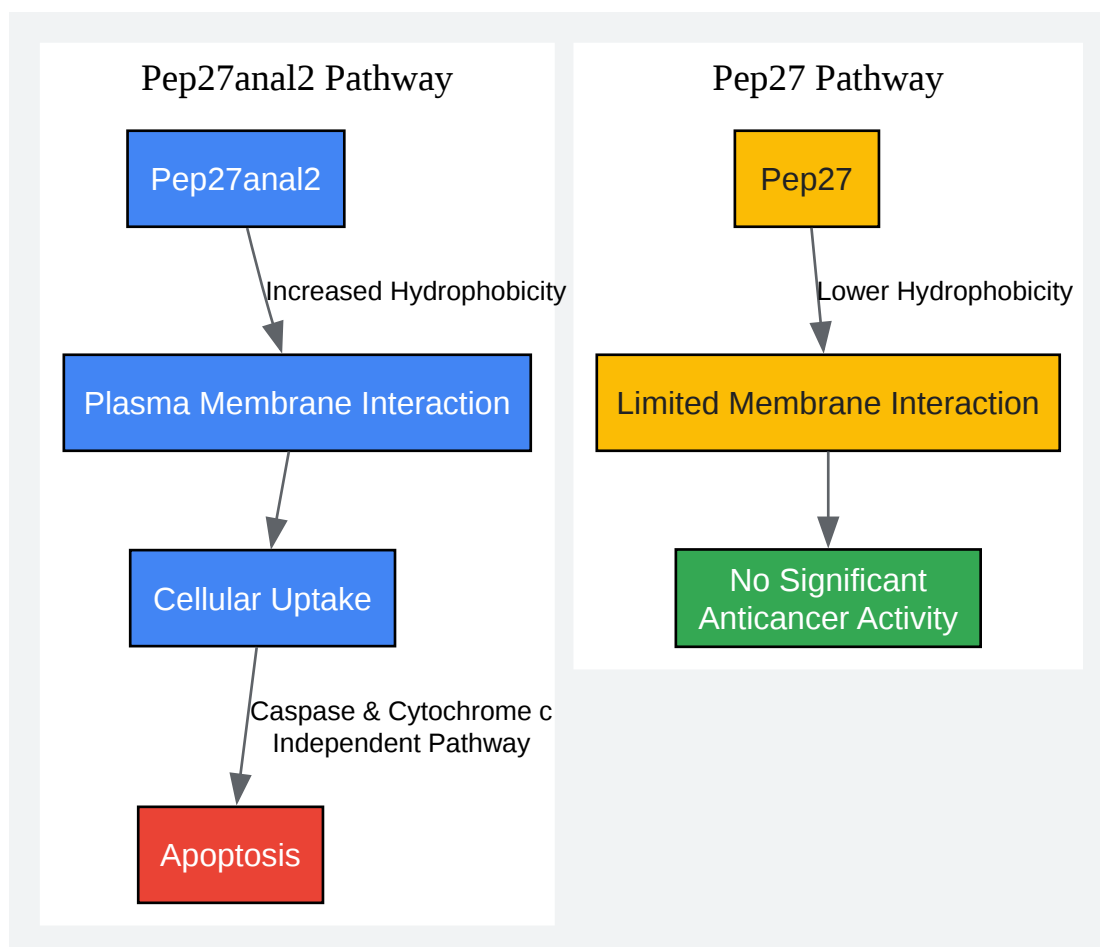 Pep27anal2 Pathway
Pep27anal2
Increased Hydrophobicity
Plasma Membrane Interaction
Cellular Uptake
Caspase & Cytochrome c
Independent Pathway
Apoptosis
Pep27 Pathway
Pep27
Lower Hydrophobicity
Limited Membrane Interaction
No Significant
Anticancer Activity